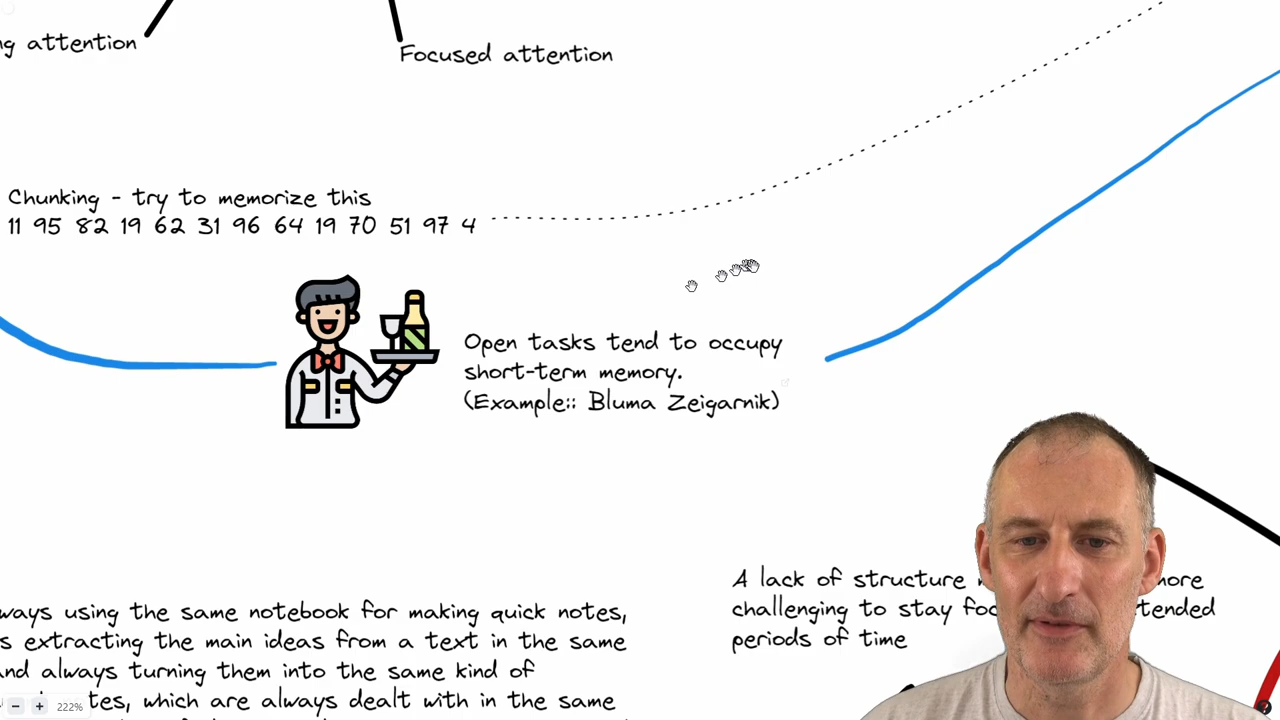 attention
Focused attention
Chunking - try to memorize this
11 95 82 19 62 31 96 64 19 70 51 97 4
Open tasks tend to occupy
short-term memory.
(Example:: Bluma Zeigarnik)
A lack of structure
more
challenging to stay
periods of time
using the same notebook for making quick notes,
extracting the main ideas from a text in the same
always turning them into the same kind of
which are always dealt with in the same
222%